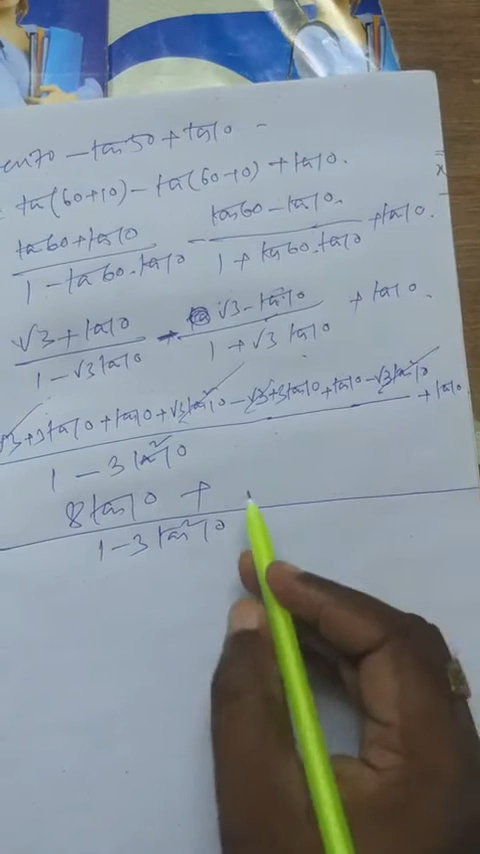 tan70 - tan50 + tan10 -
= tan(60+10) - tan(60-10) + tan10.
tan60 + tan10 / 1 - tan60.tan10 - tan60 - tan10. / 1 + tan60.tan10 + tan10.
√3 + tan10 / 1 - √3 tan10 - √3 - tan10 / 1 + √3 tan10 + tan10.
√3 + 3tan10 + tan10 + √3tan²10 - √3 + 3tan10 + tan10 - √3tan²10 / 1 - 3tan²10 + tan10
8tan10 + / 1 - 3tan²10